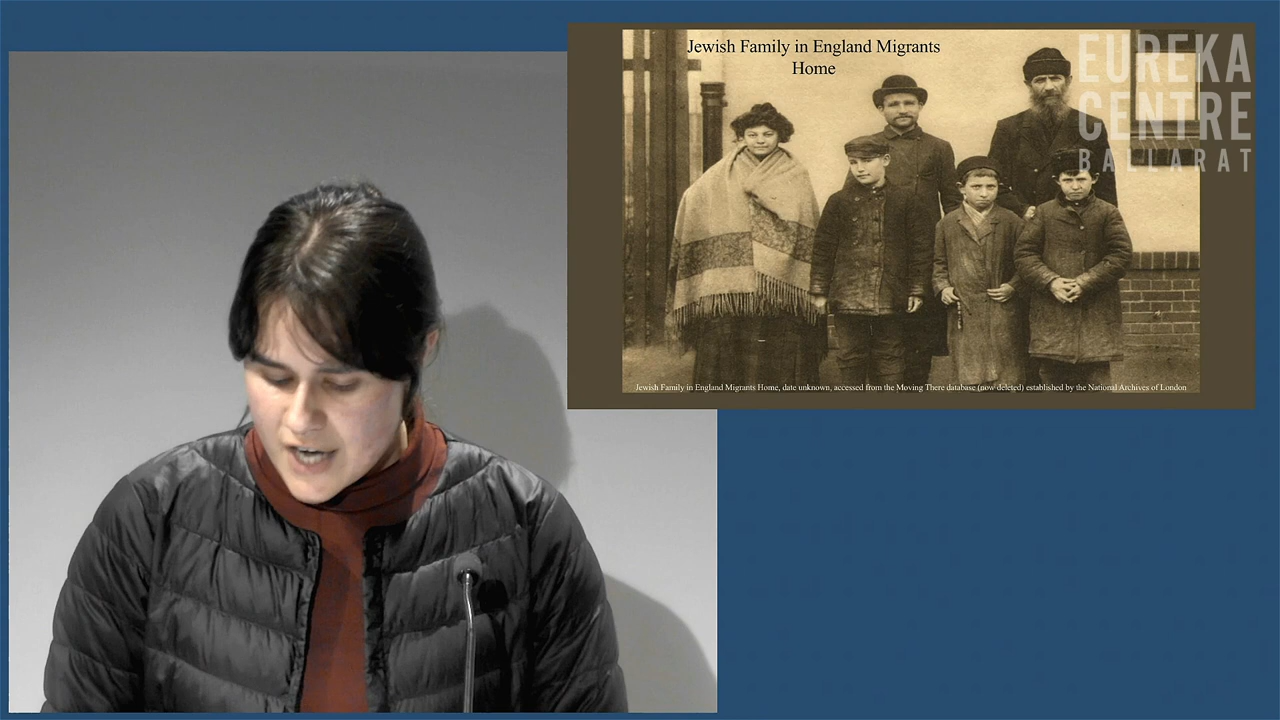 Jewish Family in England Migrants
Home
EUREKA
CENTRE
BALLARAT
Jewish Family in England Migrants Home, date unknown, accessed from the Moving There database (now deleted) established by the National Archives of London